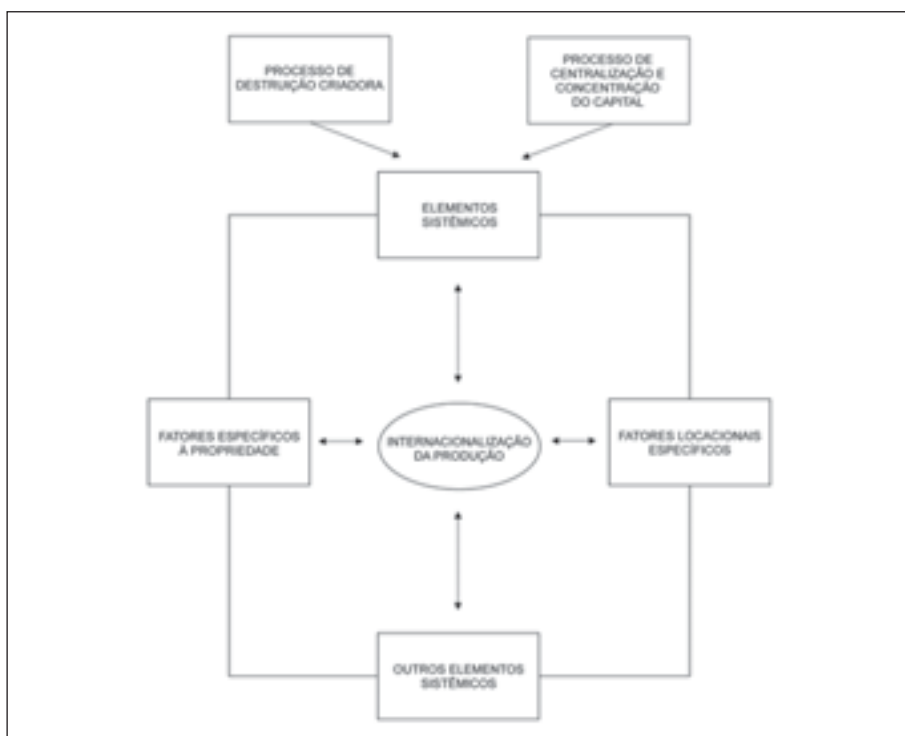 PROCESSO DE
DESTRUIÇÃO CRIADORA
PROCESSO DE
CENTRALIZAÇÃO E
CONCENTRAÇÃO
DO CAPITAL
ELEMENTOS
SISTÊMICOS
FATORES ESPECÍFICOS
À PROPRIEDADE
INTERNACIONALIZAÇÃO
DA PRODUÇÃO
FATORES LOCACIONAIS
ESPECÍFICOS
OUTROS ELEMENTOS
SISTÊMICOS